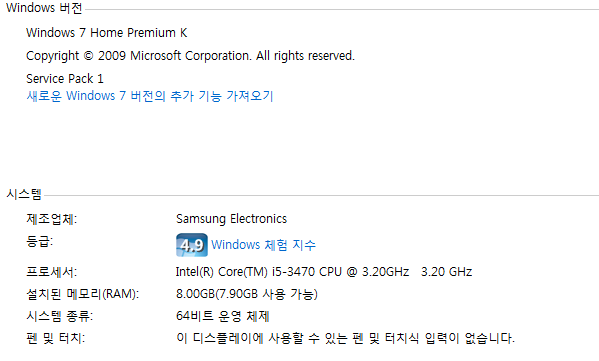 Windows 버전
Windows 7 Home Premium K
Copyright © 2009 Microsoft Corporation. All rights reserved.
Service Pack 1
새로운 Windows 7 버전의 추가 기능 가져오기
시스템
제조업체: Samsung Electronics
등급: 4.9 Windows 체험 지수
프로세서: Intel(R) Core(TM) i5-3470 CPU @ 3.20GHz 3.20 GHz
설치된 메모리(RAM): 8.00GB(7.90GB 사용 가능)
시스템 종류: 64비트 운영 체제
펜 및 터치: 이 디스플레이에 사용할 수 있는 펜 및 터치식 입력이 없습니다.